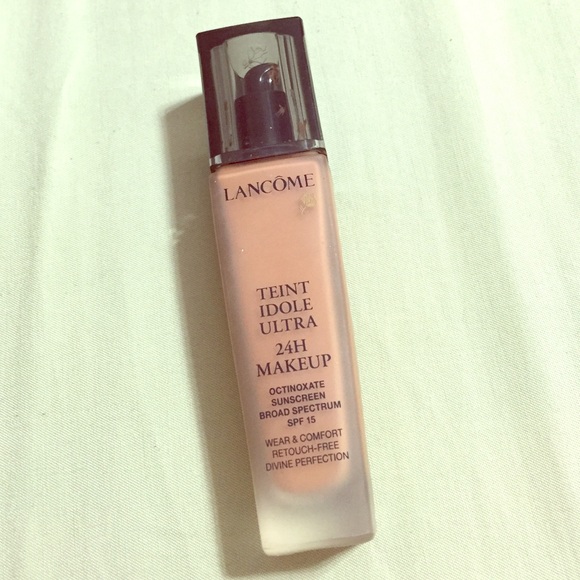 LANCÔME
TEINT
IDOLE
ULTRA
24H
MAKEUP
OCTINOXATE
SUNSCREEN
BROAD SPECTRUM
SPF 15
WEAR & COMFORT
RETOUCH-FREE
DIVINE PERFECTION